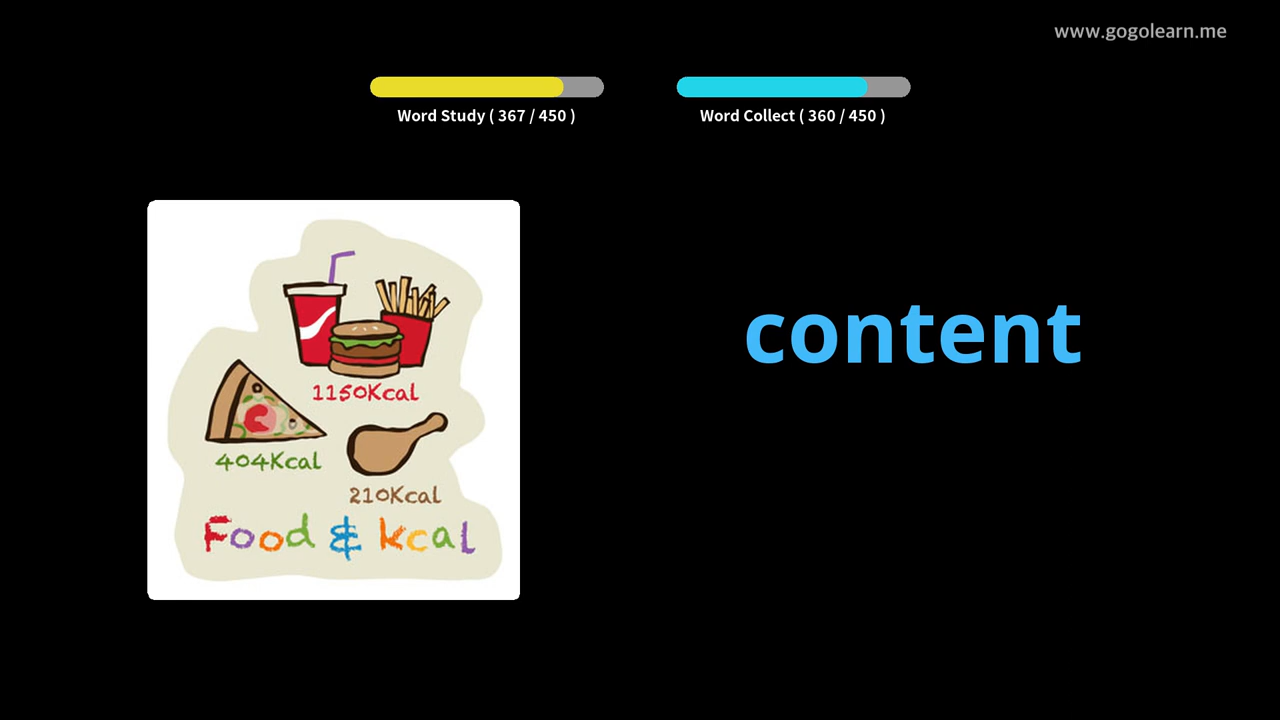 www.gogolearn.me
Word Study ( 367 / 450 )
Word Collect ( 360 / 450 )
1150Kcal
404Kcal
210Kcal
Food & kcal
content